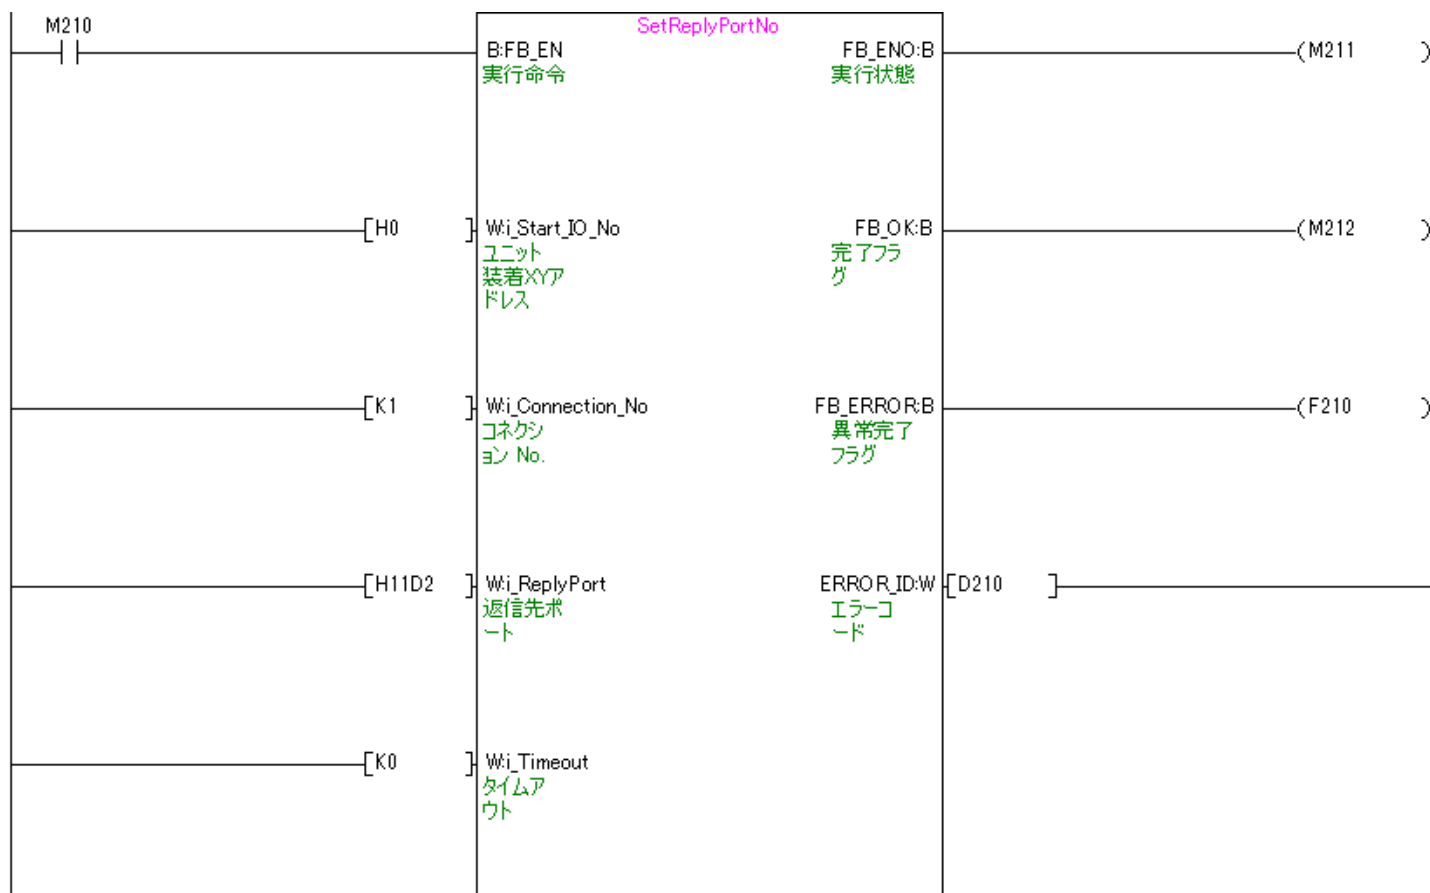 M210
SetReplyPortNo
B:FB_EN
実行命令
FB_ENO:B
実行状態
(M211 )
[H0 ]
W:i_Start_IO_No
ユニット
装着XYア
ドレス
FB_OK:B
完了フラ
グ
(M212 )
[K1 ]
W:i_Connection_No
コネクシ
ョン No.
FB_ERROR:B
異常完了
フラグ
(F210 )
[H11D2 ]
W:i_ReplyPort
返信先ポ
ート
ERROR_ID:W
エラーコ
ード
[D210 ]
[K0 ]
W:i_Timeout
タイムア
ウト